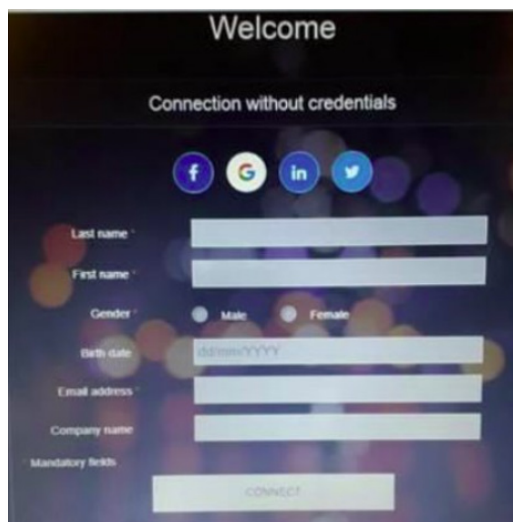 Welcome
Connection without credentials
f G in
Last name *
First name *
Gender * Male Female
Birth date dd/mm/YYYY
Email address *
Company name
* Mandatory fields
CONNECT